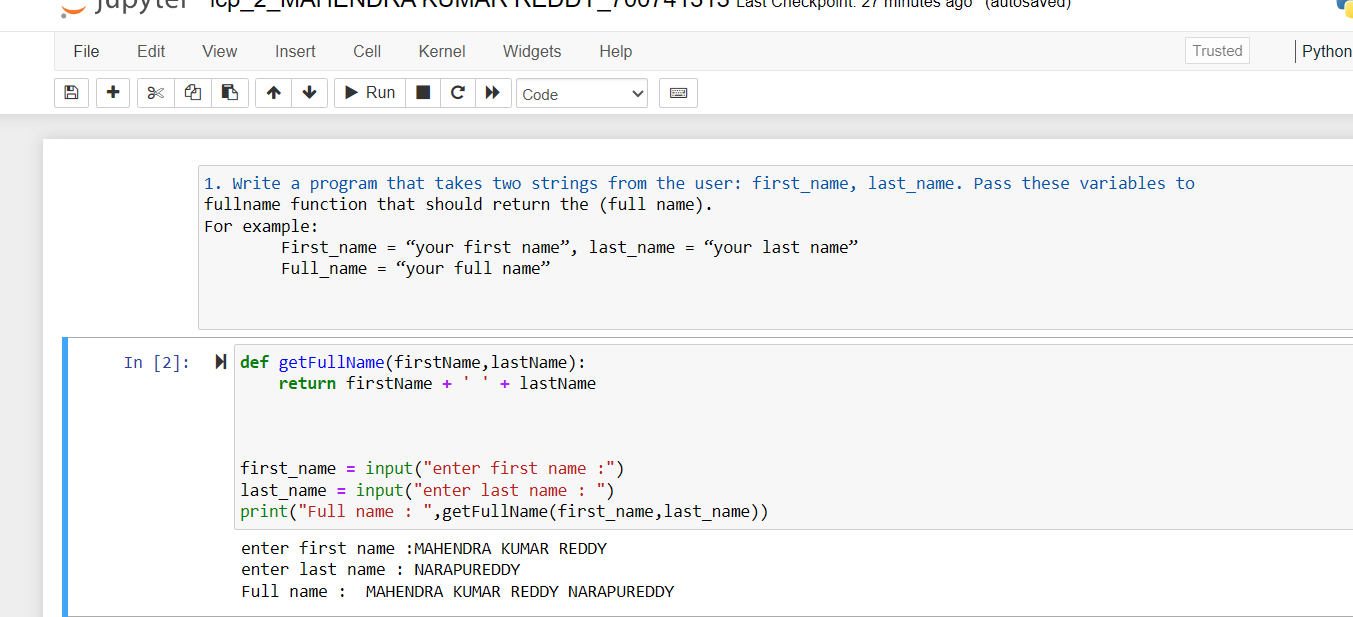 jupyter icp_2_MAHENDRA KUMAR REDDY_700741313 Last Checkpoint: 27 minutes ago (autosaved)
File Edit View Insert Cell Kernel Widgets Help Trusted Python
Run Code
1. Write a program that takes two strings from the user: first_name, last_name. Pass these variables to
fullname function that should return the (full name).
For example:
First_name = “your first name”, last_name = “your last name”
Full_name = “your full name”
In [2]:
def getFullName(firstName,lastName):
    return firstName + ' ' + lastName
first_name = input("enter first name :")
last_name = input("enter last name : ")
print("Full name : ",getFullName(first_name,last_name))
enter first name :MAHENDRA KUMAR REDDY
enter last name : NARAPUREDDY
Full name :  MAHENDRA KUMAR REDDY NARAPUREDDY